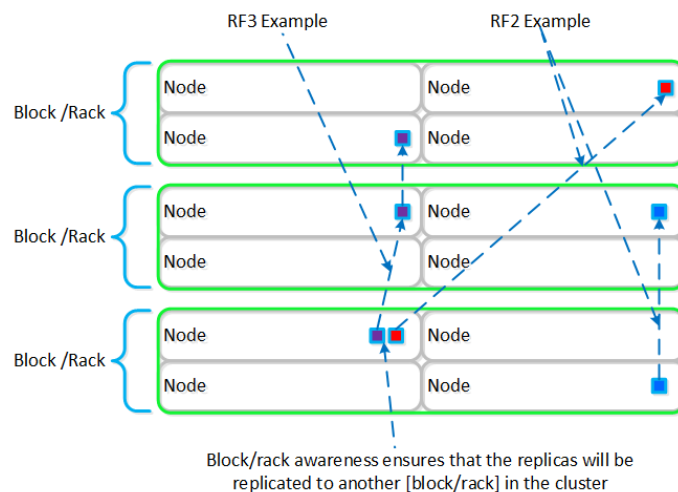 RF3 Example RF2 Example
Node Node
Block /Rack
Node Node
Node Node
Block /Rack
Node Node
Node Node
Block /Rack
Node Node
Block/rack awareness ensures that the replicas will be
replicated to another [block/rack] in the cluster